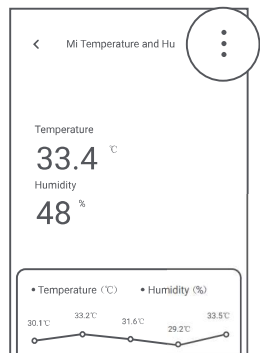 Mi Temperature and Hu
Temperature
33.4 ℃
Humidity
48 %
• Temperature (℃) • Humidity (%)
30.1℃ 33.2℃ 31.6℃ 29.2℃ 33.5℃